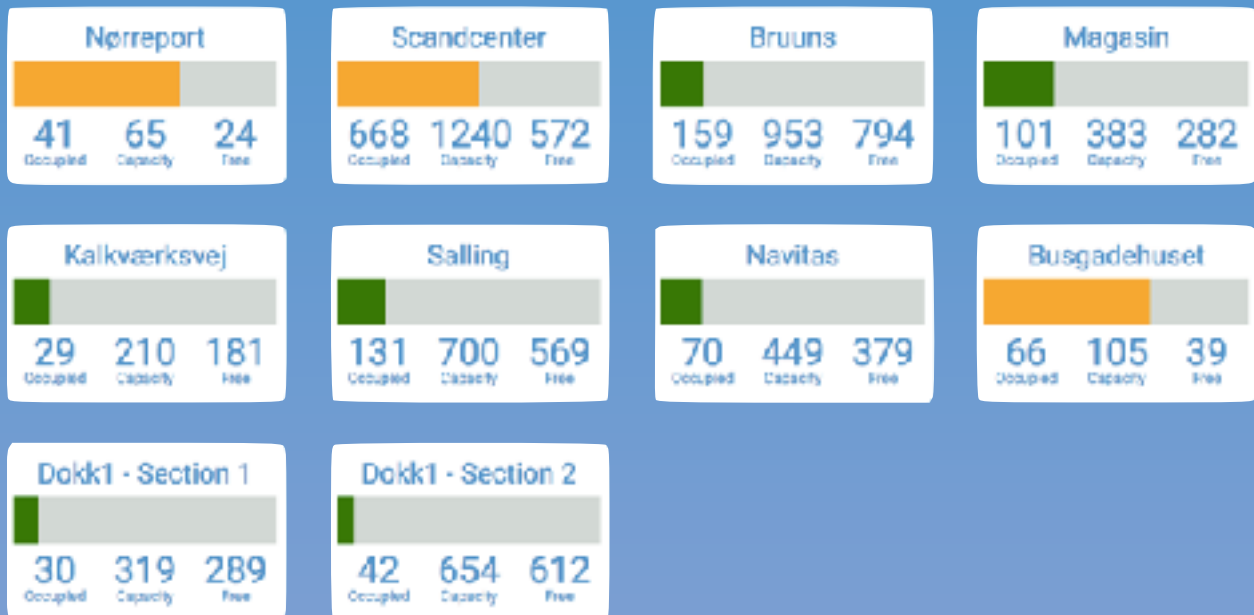 Nørreport
41 65 24
Occupied Capacity Free
Scandcenter
668 1240 572
Occupied Capacity Free
Bruuns
159 953 794
Occupied Capacity Free
Magasin
101 383 282
Occupied Capacity Free
Kalkværksvej
29 210 181
Occupied Capacity Free
Salling
131 700 569
Occupied Capacity Free
Navitas
70 449 379
Occupied Capacity Free
Busgadehuset
66 105 39
Occupied Capacity Free
Dokk1 - Section 1
30 319 289
Occupied Capacity Free
Dokk1 - Section 2
42 654 612
Occupied Capacity Free